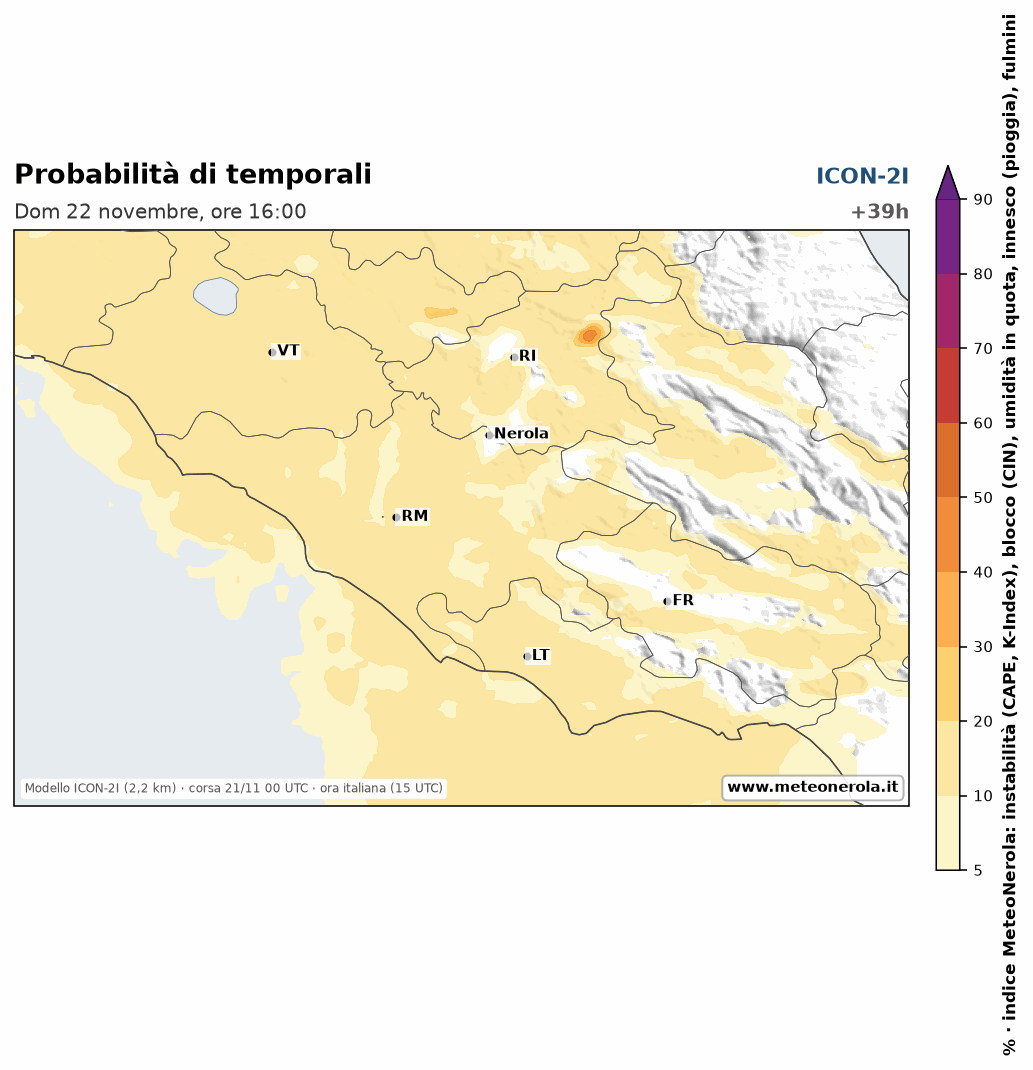 Probabilità di temporali
ICON-2I
Dom 22 novembre, ore 16:00
+39h
VT
RI
Nerola
RM
FR
LT
Modello ICON-2I (2,2 km) · corsa 21/11 00 UTC · ora italiana (15 UTC)
www.meteonerola.it
90
80
70
60
50
40
30
20
10
5
% · indice MeteoNerola: instabilità (CAPE, K-Index), blocco (CIN), umidità in quota, innesco (pioggia), fulmini